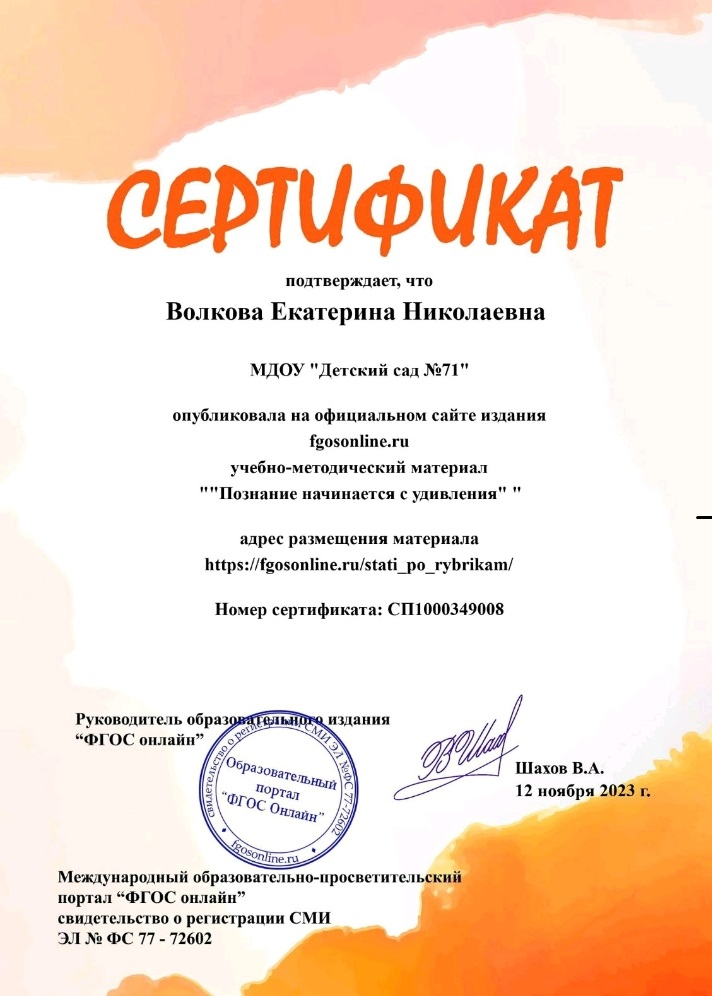 СЕРТИФИКАТ
подтверждает, что
Волкова Екатерина Николаевна
МДОУ "Детский сад №71"
опубликовала на официальном сайте издания
fgosonline.ru
учебно-методический материал
""Познание начинается с удивления" "
адрес размещения материала
https://fgosonline.ru/stati_po_rybrikam/
Номер сертификата: СП1000349008
Руководитель образовательного издания
“ФГОС онлайн”
свидетельство о регистрации СМИ ЭЛ №ФС 77-72602
Образовательный
портал
“ФГОС Онлайн”
fgosonline.ru
ВШах
Шахов В.А.
12 ноября 2023 г.
Международный образовательно-просветительский
портал “ФГОС онлайн”
свидетельство о регистрации СМИ
ЭЛ № ФС 77 - 72602